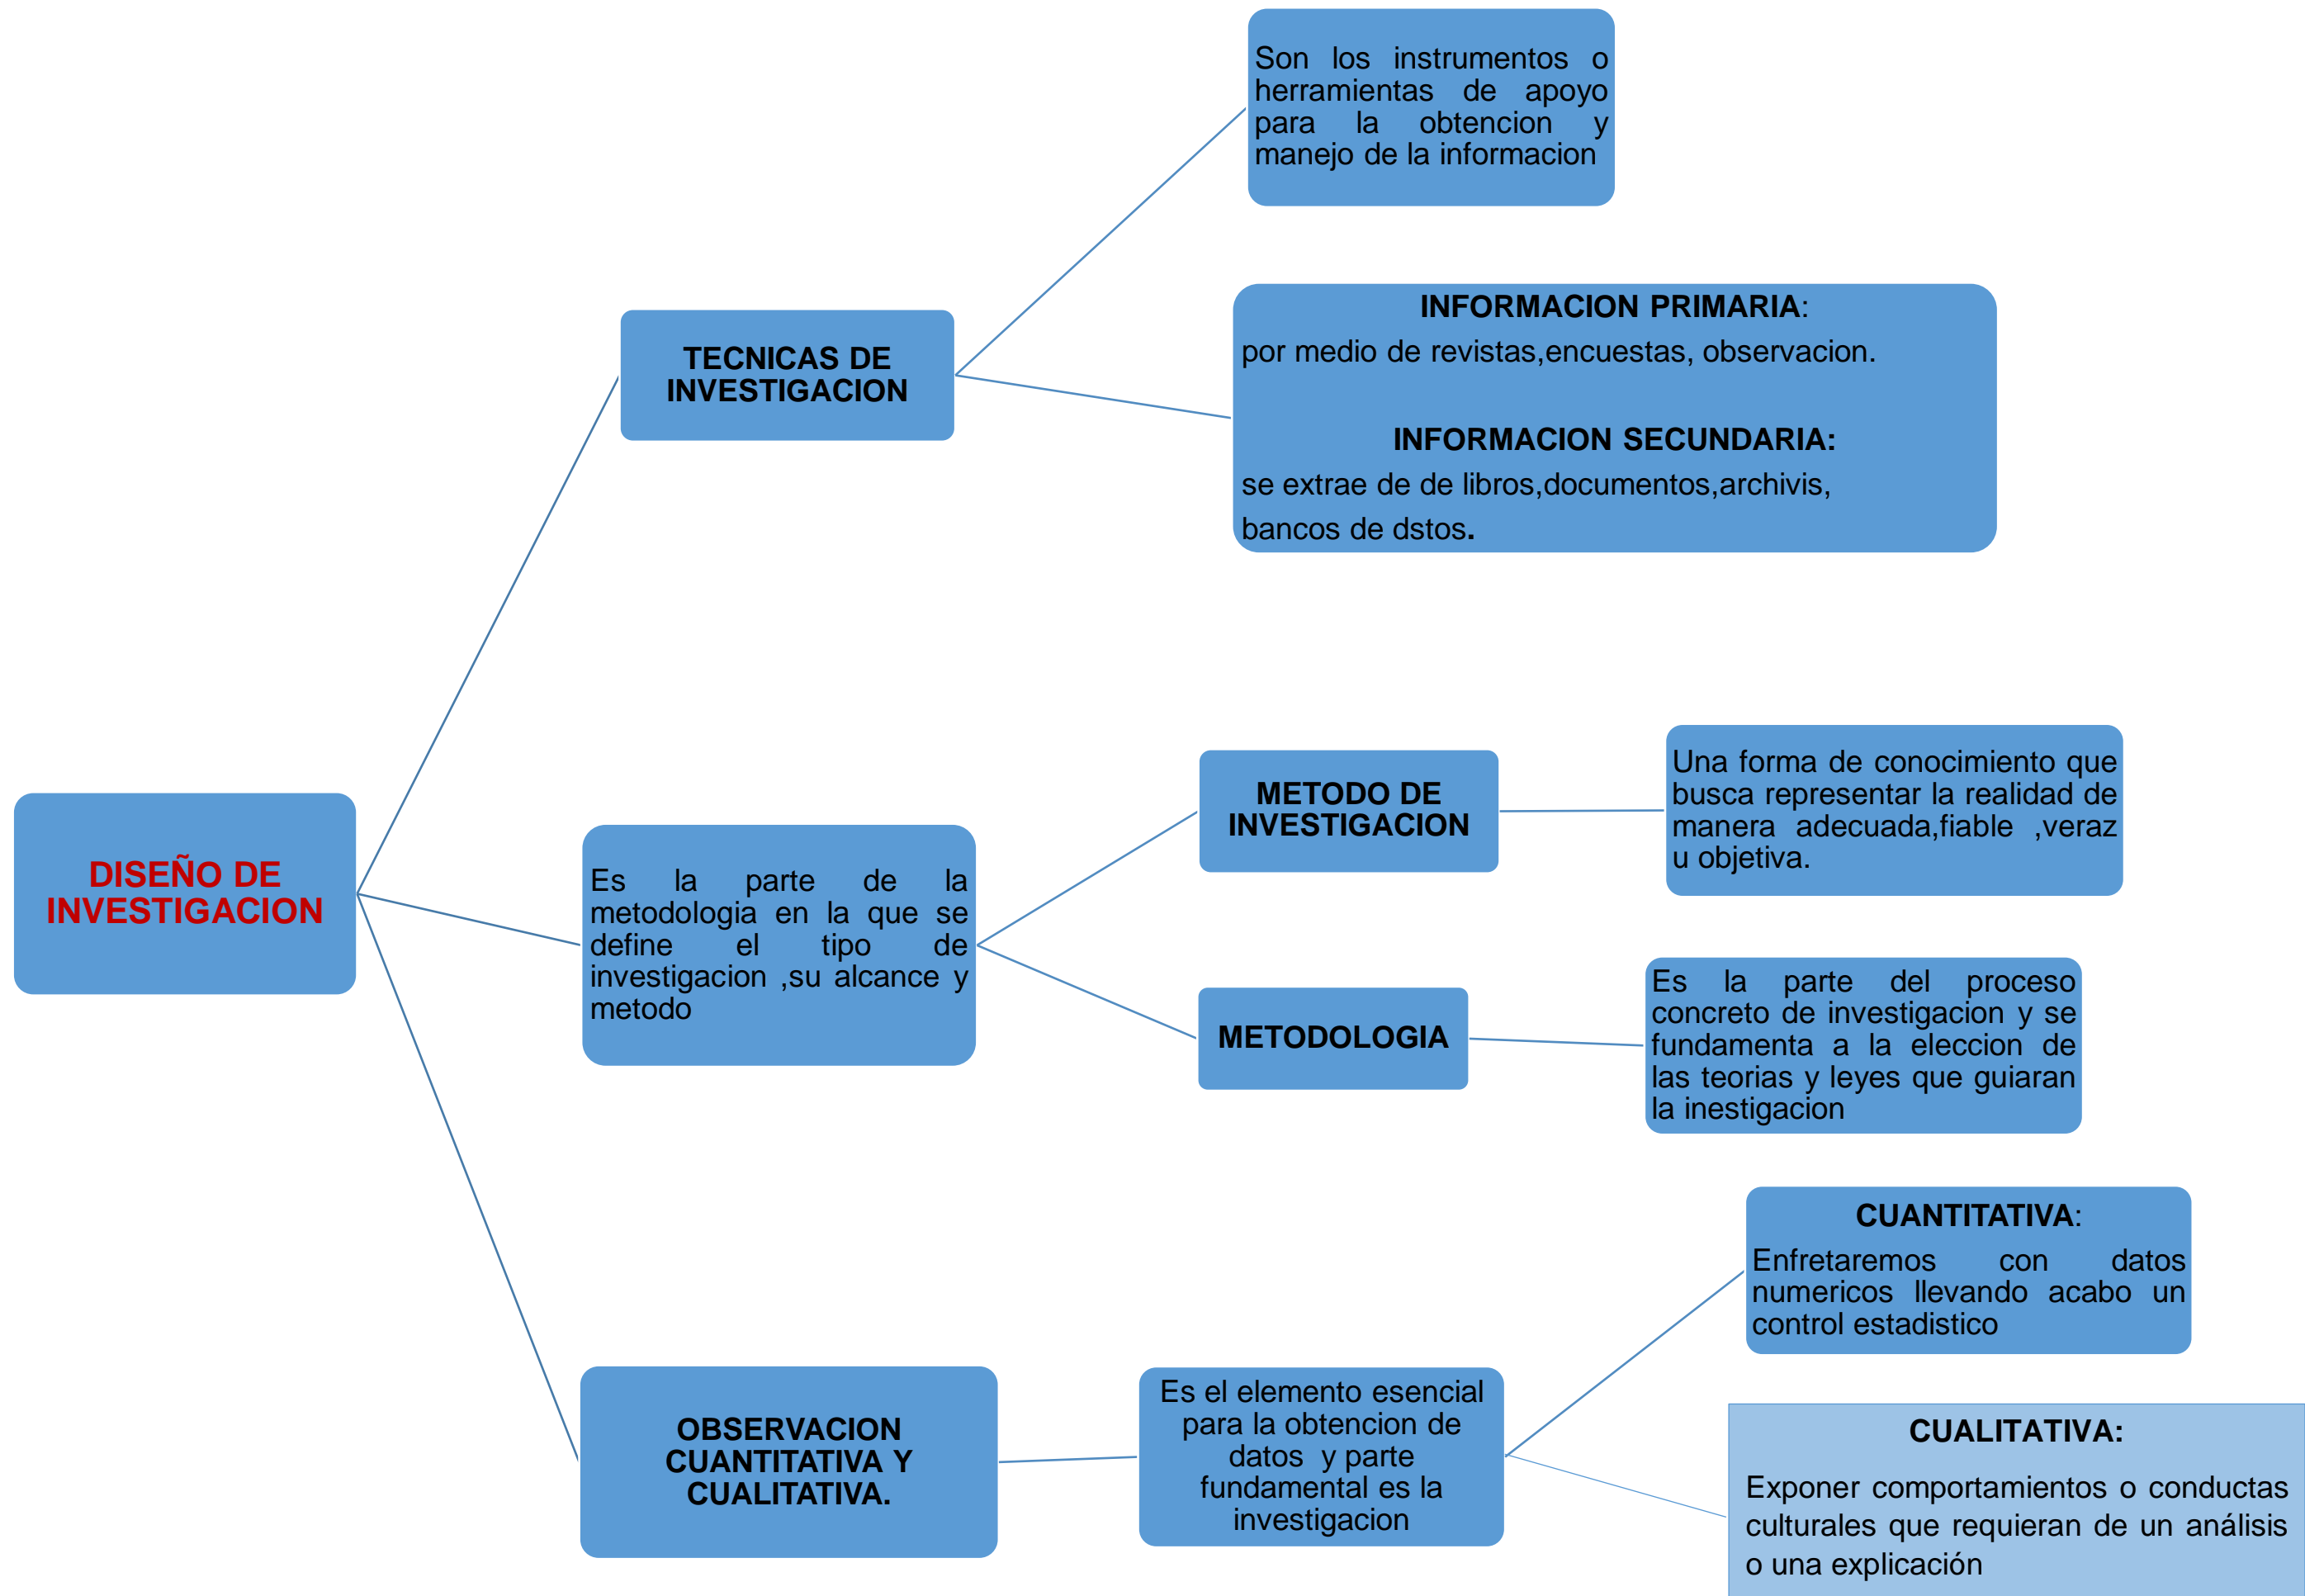 Son los instrumentos o
herramientas de apoyo
para la obtencion y
manejo de la informacion
TECNICAS DE
INVESTIGACION
INFORMACION PRIMARIA:
por medio de revistas,encuestas, observacion.
INFORMACION SECUNDARIA:
se extrae de de libros,documentos,archivis,
bancos de dstos.
DISEÑO DE
INVESTIGACION
Es la parte de la
metodologia en la que se
define el tipo de
investigacion ,su alcance y
metodo
METODO DE
INVESTIGACION
Una forma de conocimiento que
busca representar la realidad de
manera adecuada,fiable ,veraz
u objetiva.
METODOLOGIA
Es la parte del proceso
concreto de investigacion y se
fundamenta a la eleccion de
las teorias y leyes que guiaran
la inestigacion
OBSERVACION
CUANTITATIVA Y
CUALITATIVA.
Es el elemento esencial
para la obtencion de
datos y parte
fundamental es la
investigacion
CUANTITATIVA:
Enfretaremos con datos
numericos llevando acabo un
control estadistico
CUALITATIVA:
Exponer comportamientos o conductas
culturales que requieran de un análisis
o una explicación